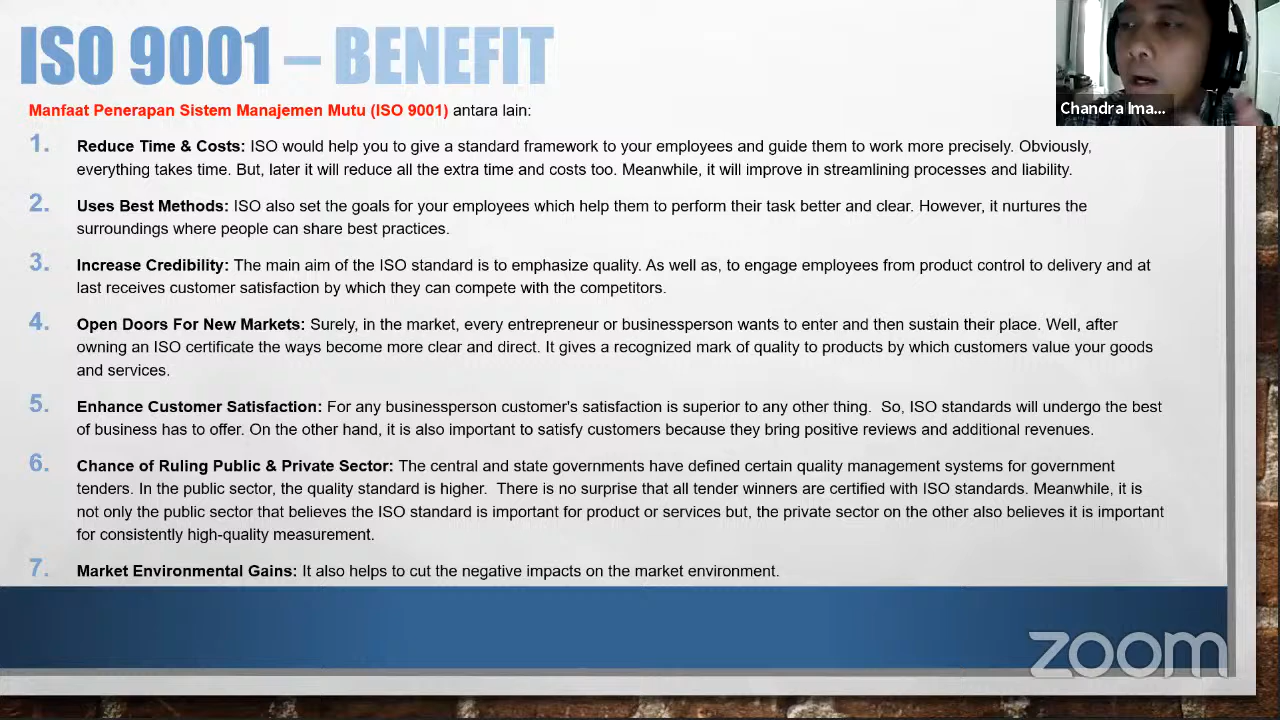 ISO 9001 – BENEFIT
Chandra Ima...
Manfaat Penerapan Sistem Manajemen Mutu (ISO 9001) antara lain:
1. Reduce Time & Costs: ISO would help you to give a standard framework to your employees and guide them to work more precisely. Obviously,
everything takes time. But, later it will reduce all the extra time and costs too. Meanwhile, it will improve in streamlining processes and liability.
2. Uses Best Methods: ISO also set the goals for your employees which help them to perform their task better and clear. However, it nurtures the
surroundings where people can share best practices.
3. Increase Credibility: The main aim of the ISO standard is to emphasize quality. As well as, to engage employees from product control to delivery and at
last receives customer satisfaction by which they can compete with the competitors.
4. Open Doors For New Markets: Surely, in the market, every entrepreneur or businessperson wants to enter and then sustain their place. Well, after
owning an ISO certificate the ways become more clear and direct. It gives a recognized mark of quality to products by which customers value your goods
and services.
5. Enhance Customer Satisfaction: For any businessperson customer's satisfaction is superior to any other thing.  So, ISO standards will undergo the best
of business has to offer. On the other hand, it is also important to satisfy customers because they bring positive reviews and additional revenues.
6. Chance of Ruling Public & Private Sector: The central and state governments have defined certain quality management systems for government
tenders. In the public sector, the quality standard is higher.  There is no surprise that all tender winners are certified with ISO standards. Meanwhile, it is
not only the public sector that believes the ISO standard is important for product or services but, the private sector on the other also believes it is important
for consistently high-quality measurement.
7. Market Environmental Gains: It also helps to cut the negative impacts on the market environment.
zoom